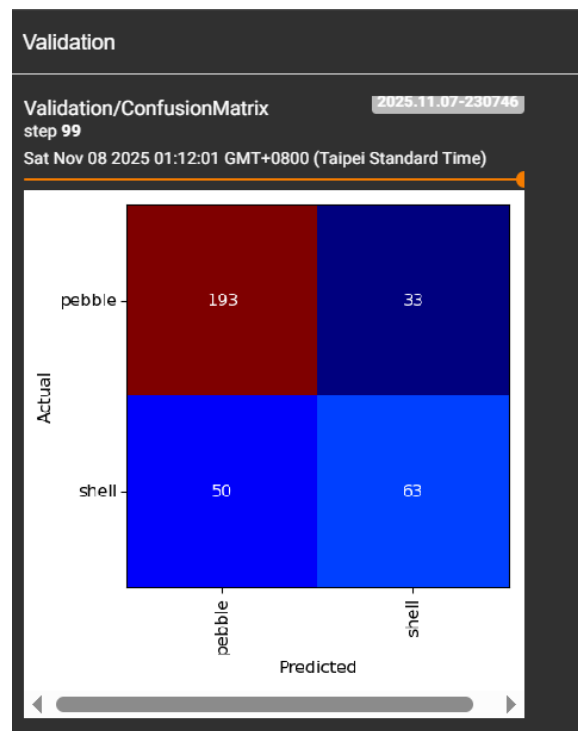 Validation
Validation/ConfusionMatrix
2025.11.07-230746
step 99
Sat Nov 08 2025 01:12:01 GMT+0800 (Taipei Standard Time)
pebble
193
33
Actual
shell
50
63
pebble
shell
Predicted